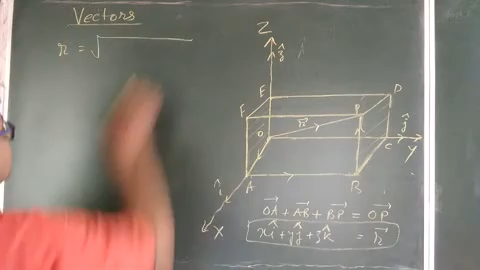 Vectors
r = √
Z
ẑ
E
D
F
P
r⃗
O
C
ĵ
Y
A
B
î
X
O⃗A⃗ + A⃗B⃗ + B⃗P⃗ = O⃗P⃗
xî + yĵ + zk̂ = r⃗